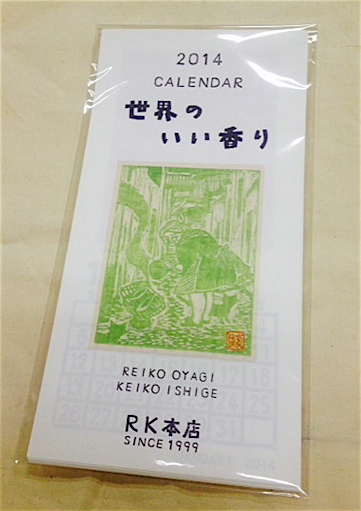 2014
CALENDAR
世界の
いい香り
REIKO OYAGI
KEIKO ISHIGE
RK本店
SINCE 1999